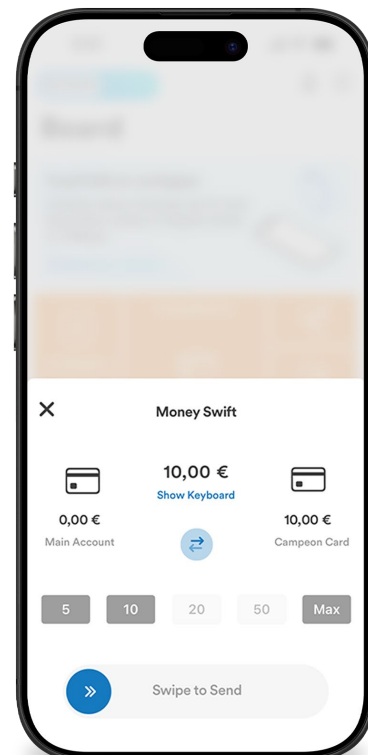 Board
Money Swift
10,00 €
Show Keyboard
0,00 €
Main Account
10,00 €
Campeon Card
5
10
20
50
Max
Swipe to Send